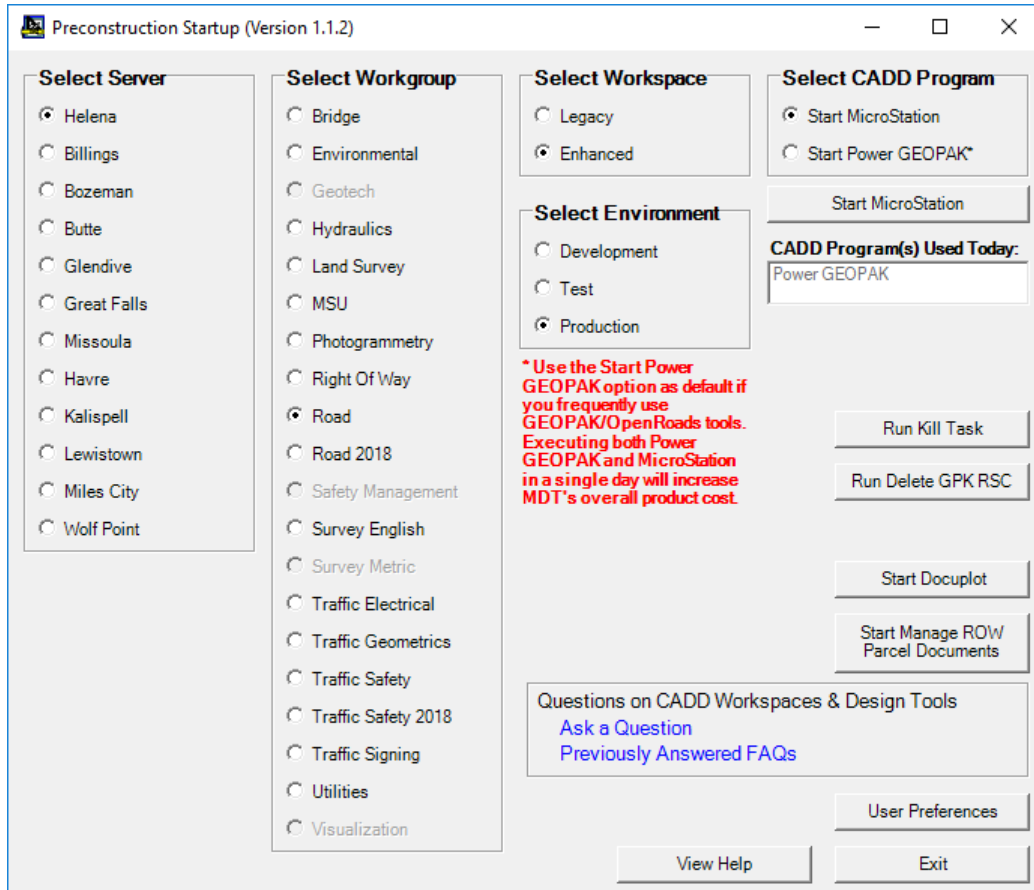 Preconstruction Startup (Version 1.1.2)
Select Server
Helena
Billings
Bozeman
Butte
Glendive
Great Falls
Missoula
Havre
Kalispell
Lewistown
Miles City
Wolf Point
Select Workgroup
Bridge
Environmental
Geotech
Hydraulics
Land Survey
MSU
Photogrammetry
Right Of Way
Road
Road 2018
Safety Management
Survey English
Survey Metric
Traffic Electrical
Traffic Geometrics
Traffic Safety
Traffic Safety 2018
Traffic Signing
Utilities
Visualization
Select Workspace
Legacy
Enhanced
Select Environment
Development
Test
Production
* Use the Start Power
GEOPAK option as default if
you frequently use
GEOPAK/OpenRoads tools.
Executing both Power
GEOPAK and MicroStation
in a single day will increase
MDT's overall product cost.
Select CADD Program
Start MicroStation
Start Power GEOPAK*
Start MicroStation
CADD Program(s) Used Today:
Power GEOPAK
Run Kill Task
Run Delete GPK RSC
Start Docuplot
Start Manage ROW
Parcel Documents
Questions on CADD Workspaces & Design Tools
Ask a Question
Previously Answered FAQs
User Preferences
View Help
Exit